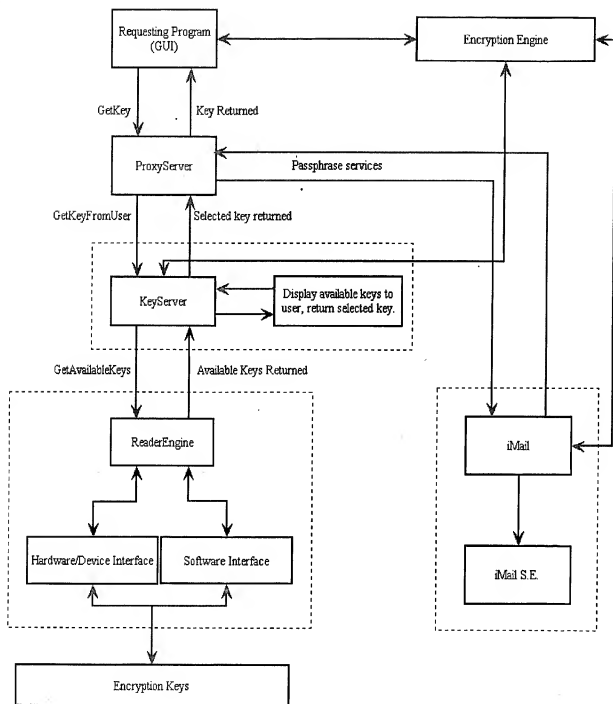 Requesting Program
(GUI)
Encryption Engine
GetKey
Key Returned
ProxyServer
Passphrase services
GetKeyFromUser
Selected key returned
KeyServer
Display available keys to
user, return selected key.
GetAvailableKeys
Available Keys Returned
ReaderEngine
iMail
Hardware/Device Interface
Software Interface
iMail S.E.
Encryption Keys